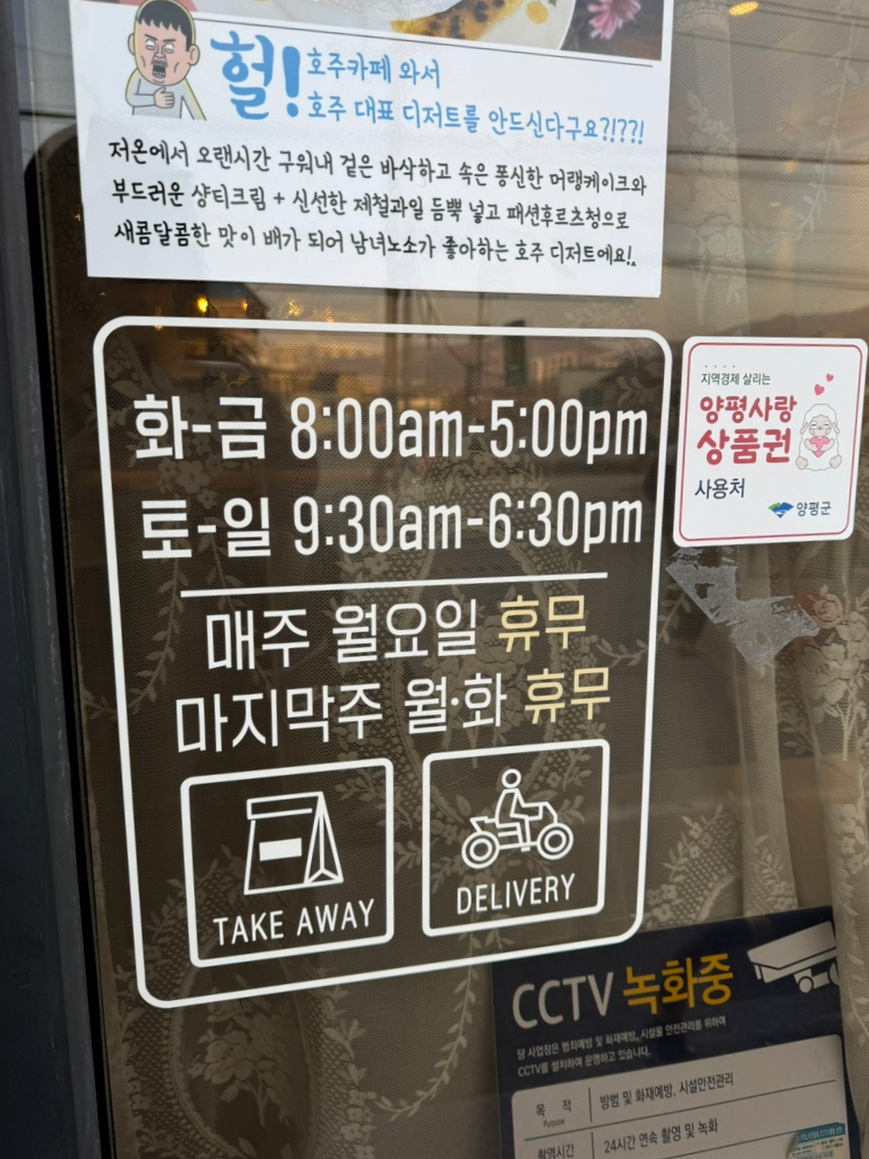 헐!
호주카페 와서
호주 대표 디저트를 안드신다구요?!??!
저온에서 오랜시간 구워내 겉은 바삭하고 속은 퐁신한 머랭케이크와
부드러운 샹티크림 + 신선한 제철과일 듬뿍 넣고 패션후르츠청으로
새콤달콤한 맛이 배가 되어 남녀노소가 좋아하는 호주 디저트에요!
화-금 8:00am-5:00pm
토-일 9:30am-6:30pm
매주 월요일 휴무
마지막주 월·화 휴무
TAKE AWAY
DELIVERY
지역경제 살리는
양평사랑
상품권
사용처
양평군
CCTV 녹화중
당 사업장은 범죄예방 및 화재예방, 시설물 안전관리를 위하여
CCTV를 설치하여 운영하고 있습니다.
목 적
Purpose
방범 및 화재예방, 시설안전관리
촬영시간
24시간 연속 촬영 및 녹화